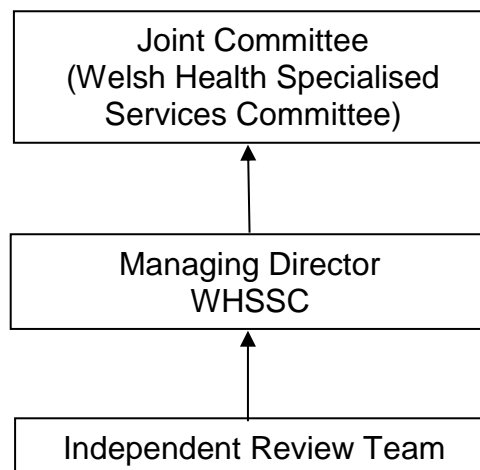 Joint Committee
(Welsh Health Specialised
Services Committee)
Managing Director
WHSSC
Independent Review Team